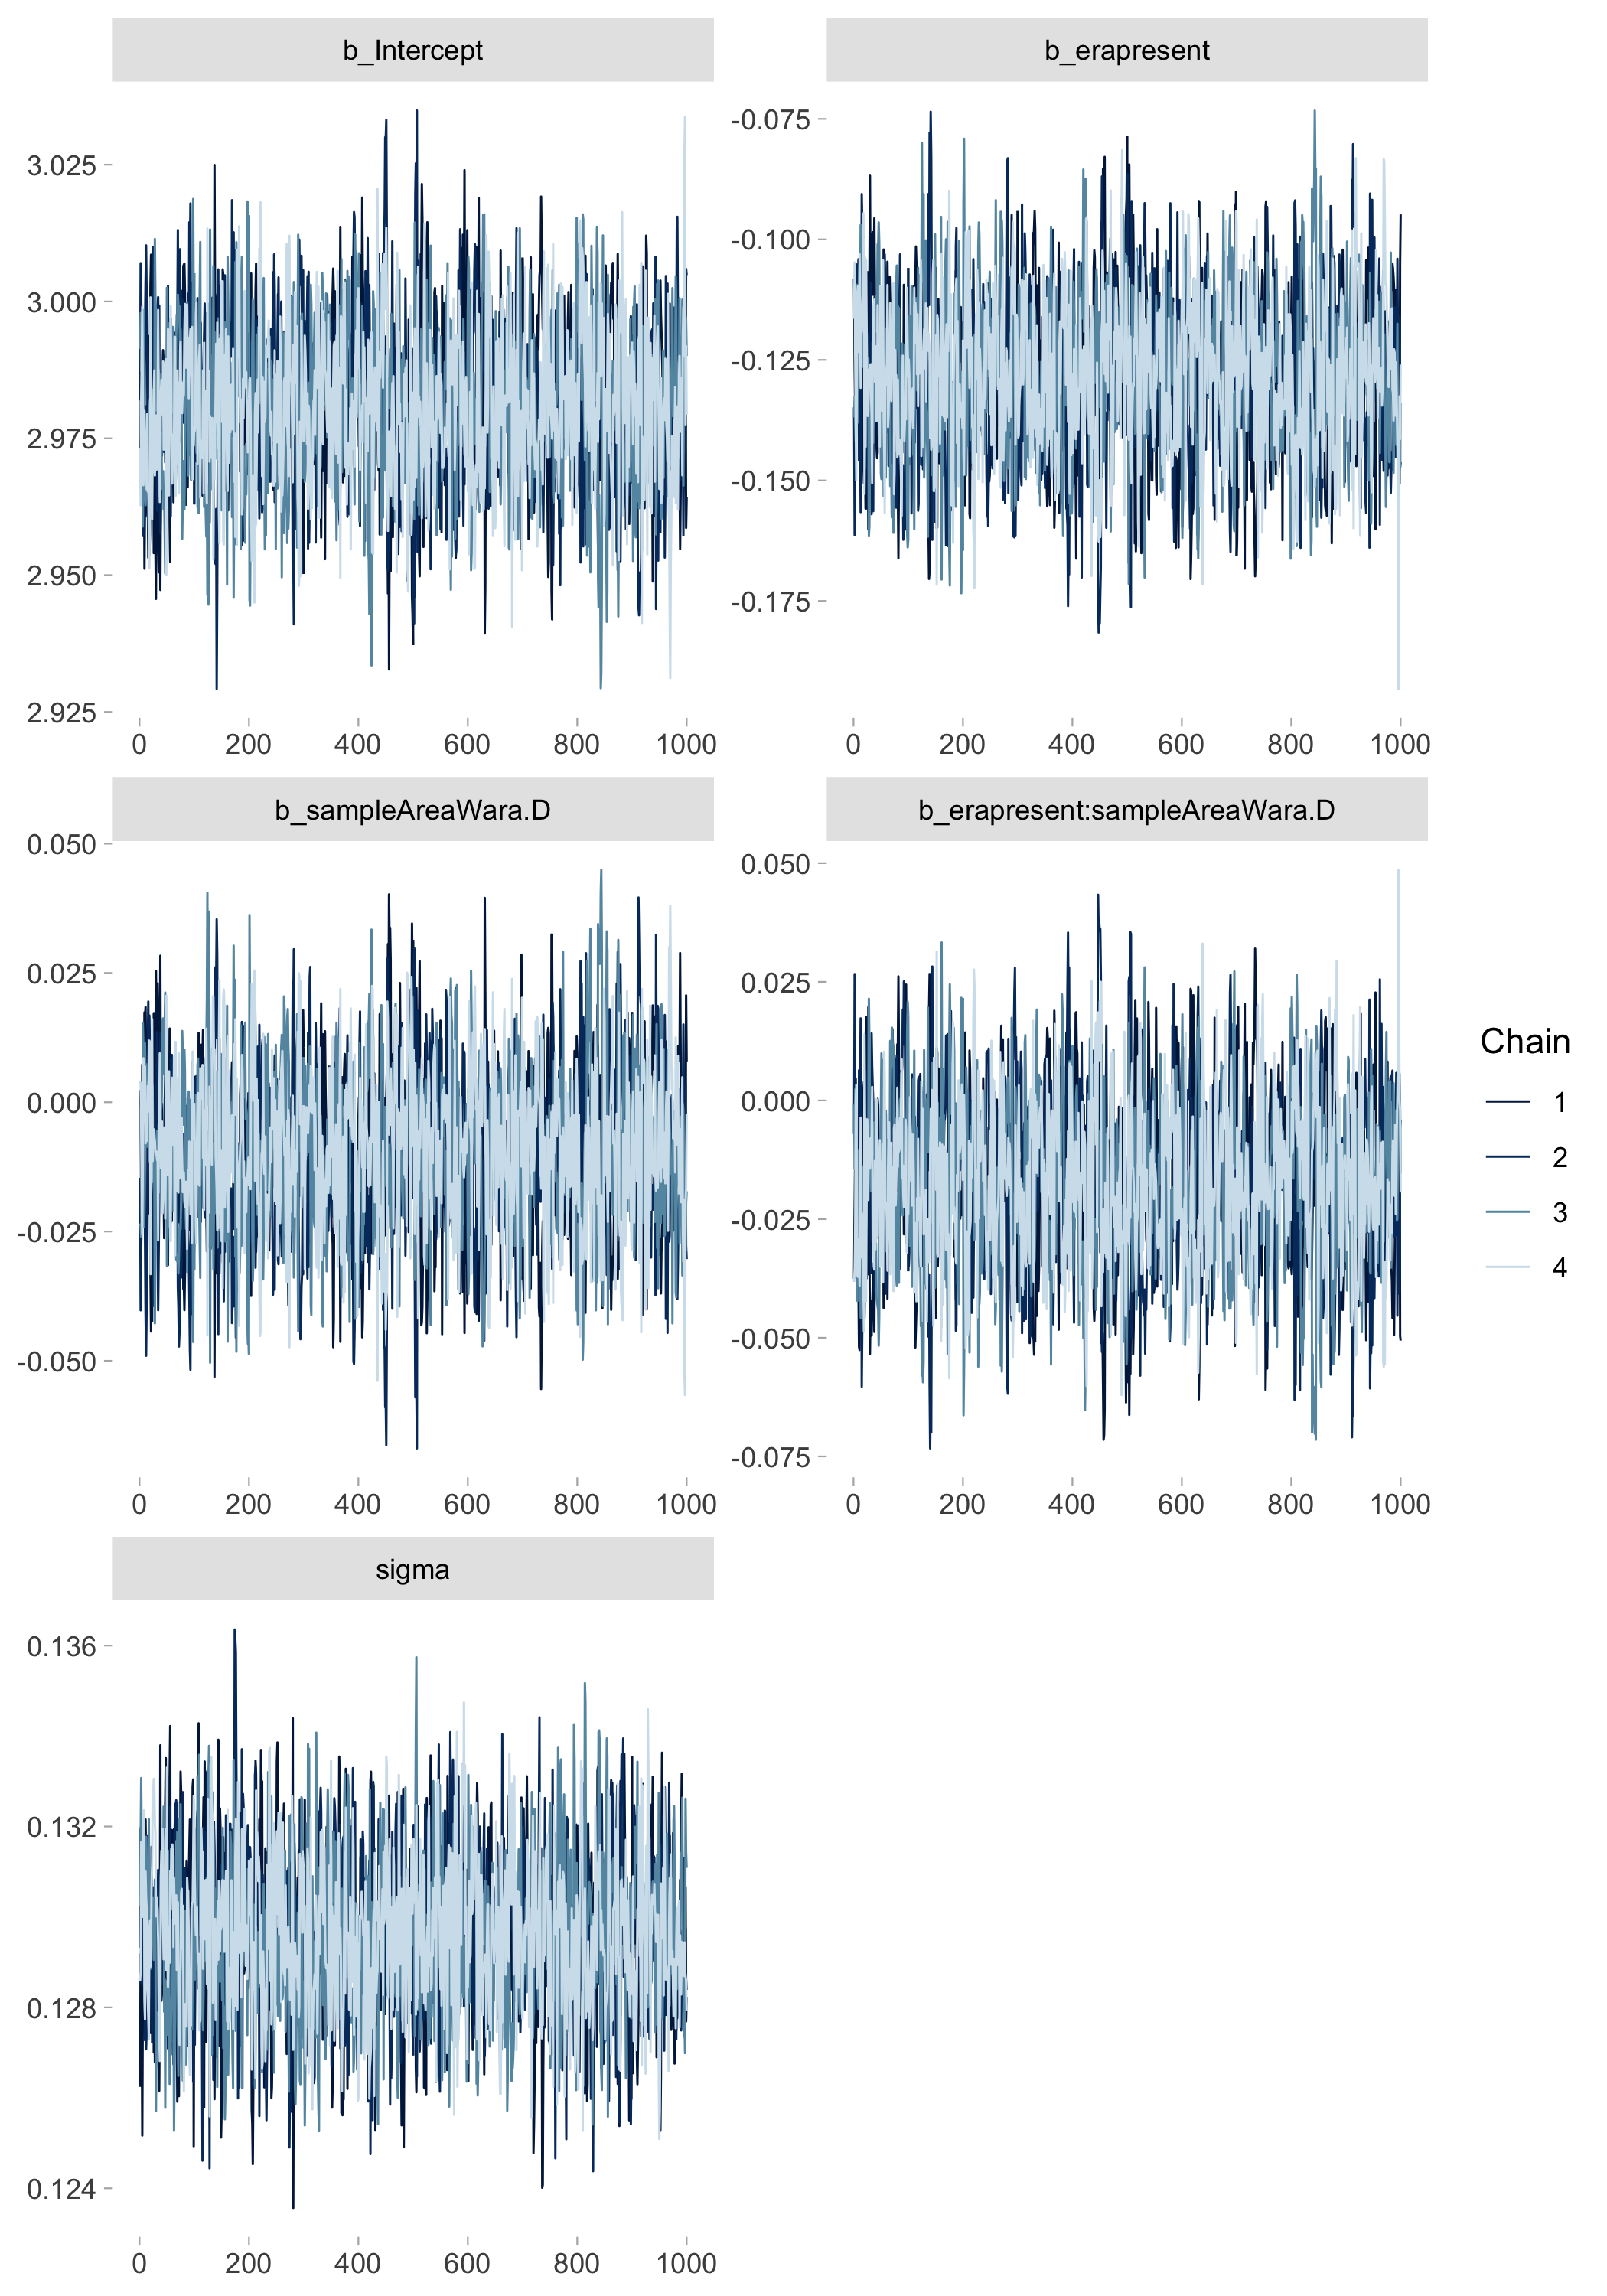 b_Intercept
3.025
3.000
2.975
2.950
2.925
0 200 400 600 800 1000
b_erapresent
-0.075
-0.100
-0.125
-0.150
-0.175
0 200 400 600 800 1000
b_sampleAreaWara.D
0.050
0.025
0.000
-0.025
-0.050
0 200 400 600 800 1000
b_erapresent:sampleAreaWara.D
0.050
0.025
0.000
-0.025
-0.050
-0.075
0 200 400 600 800 1000
sigma
0.136
0.132
0.128
0.124
0 200 400 600 800 1000
Chain
1
2
3
4